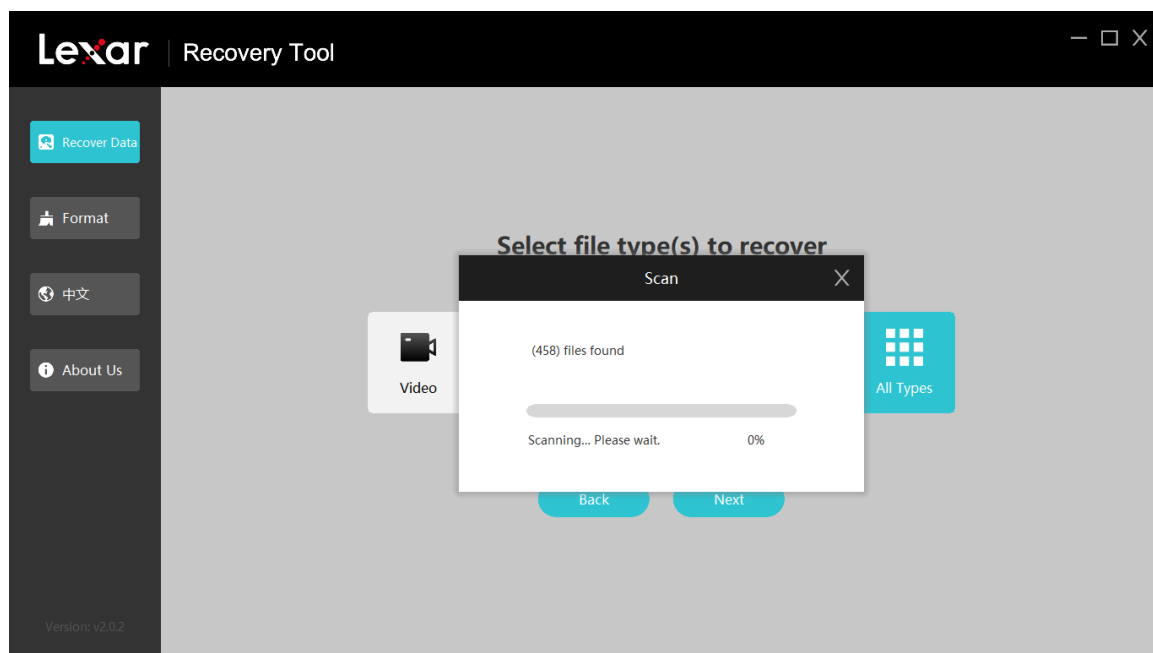 Lexar
Recovery Tool
Recover Data
Format
中文
About Us
Version: v2.0.2
Select file type(s) to recover
Scan
(458) files found
Scanning... Please wait.
0%
Video
All Types
Back
Next